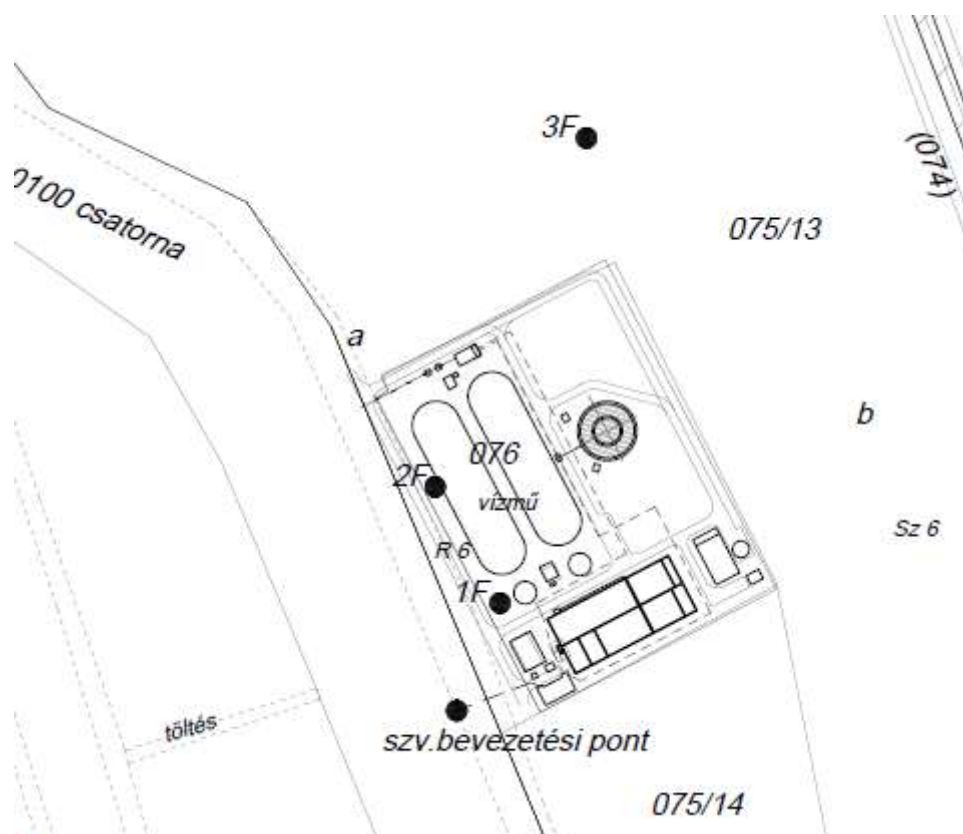 3F
(074)
0100 csatorna
075/13
a
b
076
2F
vízmű
Sz 6
R 6
1F
töltés
szv.bevezetési pont
075/14